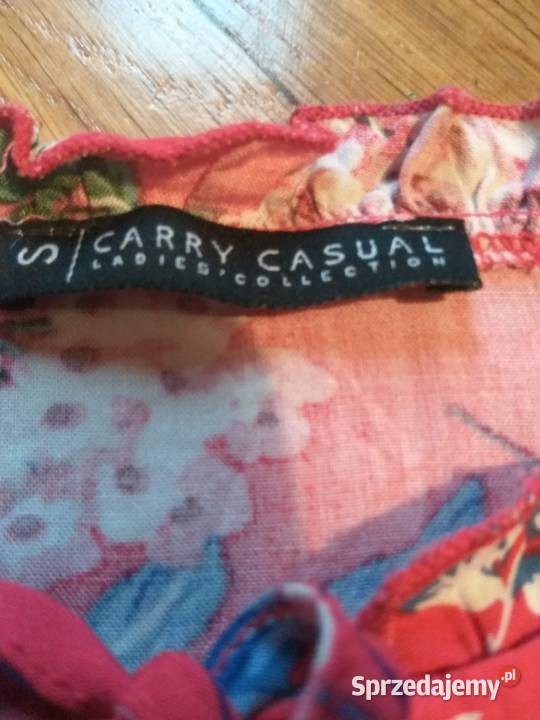 S / CARRY CASUAL
LADIES' COLLECTION
Sprzedajemy.pl